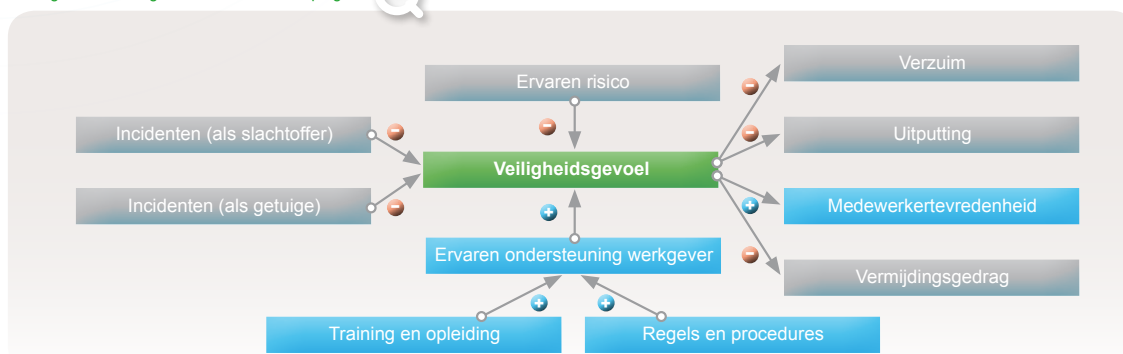 Ervaren risico
Verzuim
Incidenten (als slachtoffer)
Uitputting
Veiligheidsgevoel
Incidenten (als getuige)
Medewerkertevredenheid
Ervaren ondersteuning werkgever
Vermijdingsgedrag
Training en opleiding
Regels en procedures